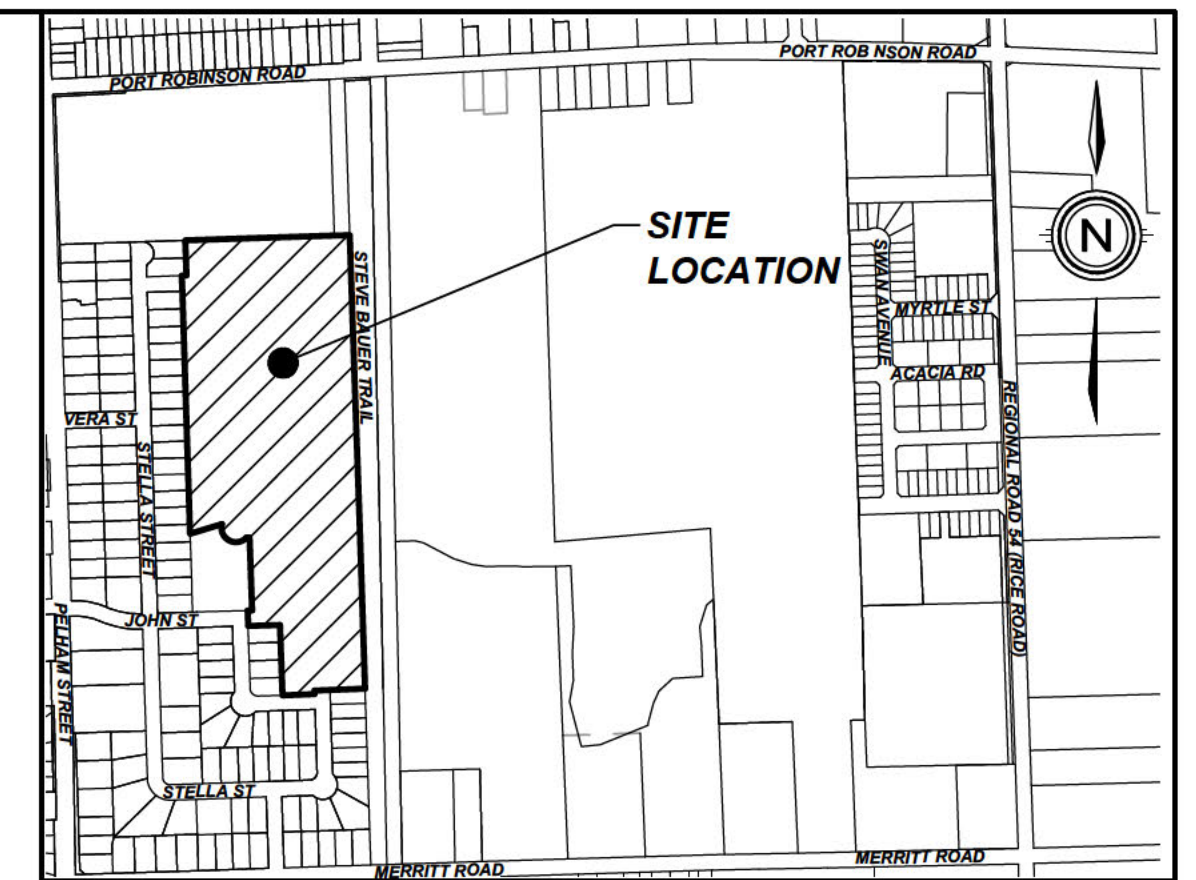 PORT ROB NSON ROAD
PORT ROBINSON ROAD
SITE
LOCATION
N
STEVE BAUER TRAIL
SWAN AVENUE
MYRTLE ST
ACACIA RD
VERA ST
STELLA STREET
REGIONAL ROAD 54 (RICE ROAD)
JOHN ST
PELHAM STREET
STELLA ST
MERRITT ROAD
MERRITT ROAD